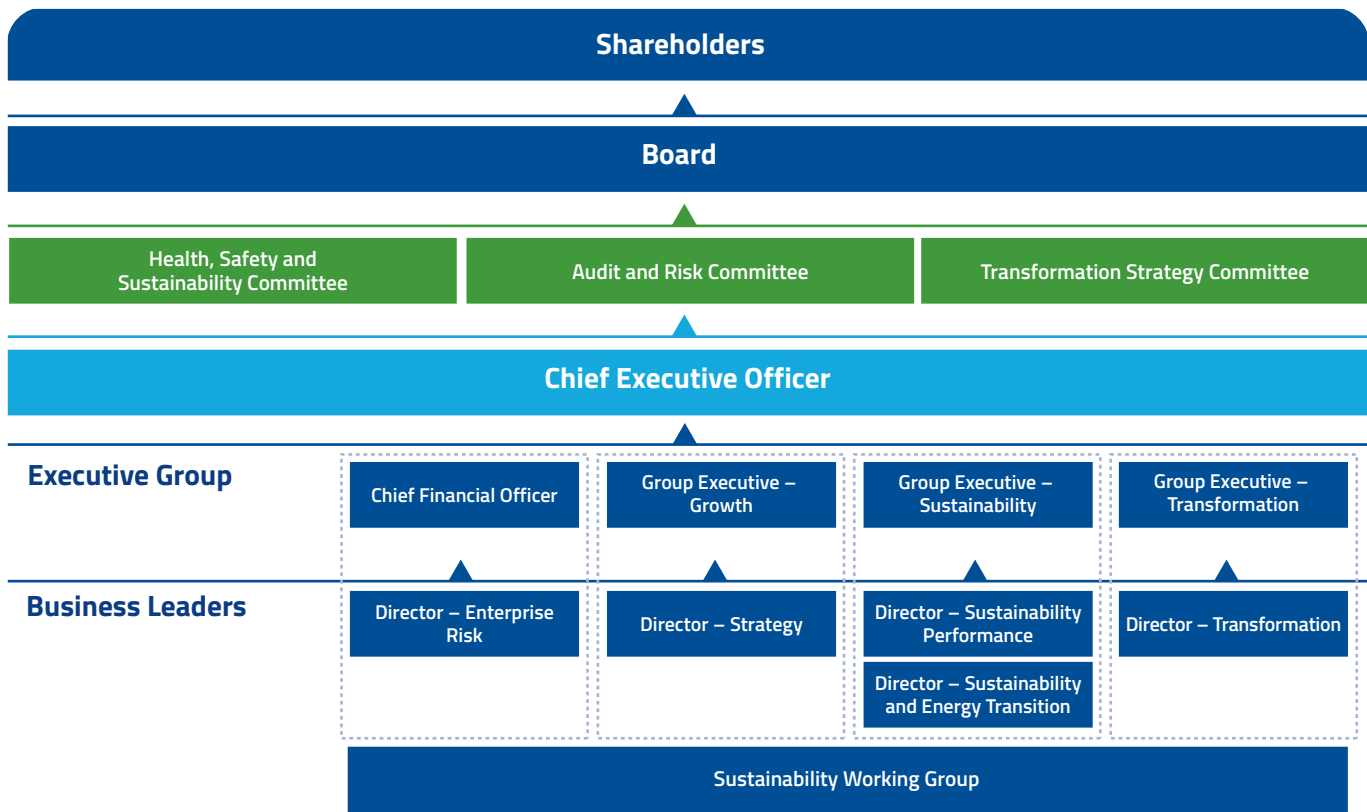 Shareholders
Board
Health, Safety and
Sustainability Committee
Audit and Risk Committee
Transformation Strategy Committee
Chief Executive Officer
Executive Group
Chief Financial Officer
Group Executive –
Growth
Group Executive –
Sustainability
Group Executive –
Transformation
Business Leaders
Director – Enterprise
Risk
Director – Strategy
Director – Sustainability
Performance
Director – Transformation
Director – Sustainability
and Energy Transition
Sustainability Working Group